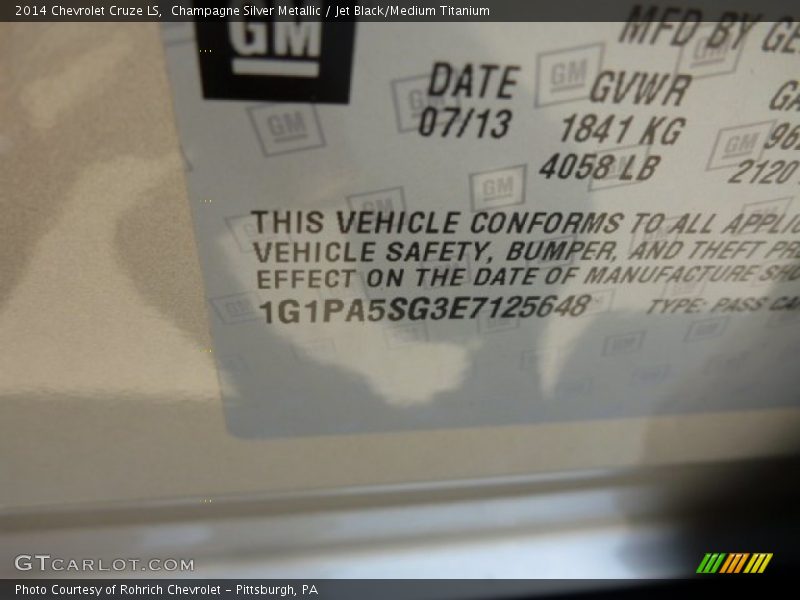 2014 Chevrolet Cruze LS,  Champagne Silver Metallic / Jet Black/Medium Titanium
GM
MFD BY
DATE GVWR
07/13 1841 KG
4058 LB
THIS VEHICLE CONFORMS TO ALL
VEHICLE SAFETY, BUMPER, AND THEFT
EFFECT ON THE DATE OF MANUFACTURE
1G1PA5SG3E7125648 TYPE: PASS
GTCARLOT.COM
Photo Courtesy of Rohrich Chevrolet - Pittsburgh, PA